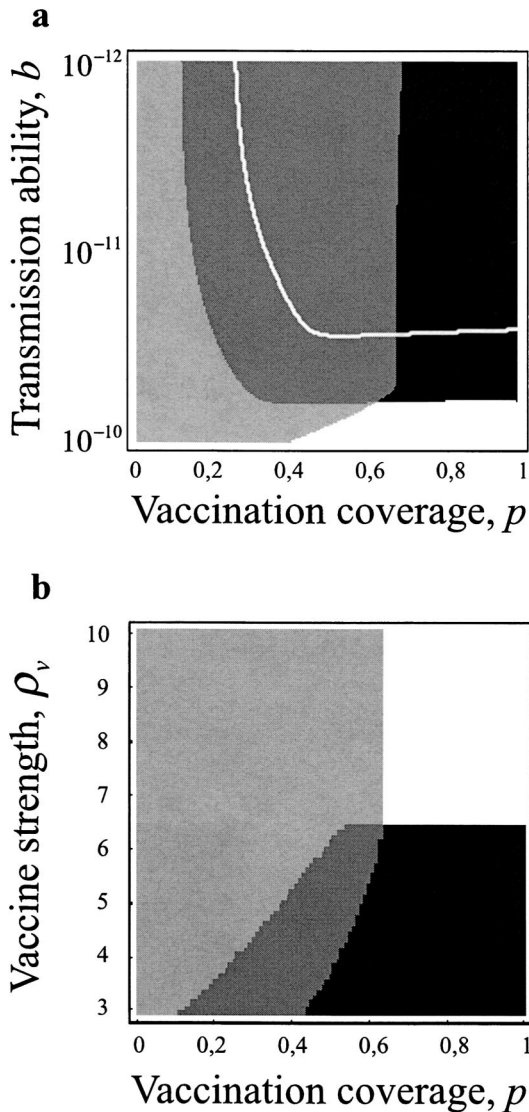 a
Transmission ability, b
10⁻¹²
10⁻¹¹
10⁻¹⁰
0 0,2 0,4 0,6 0,8 1
Vaccination coverage, p
b
Vaccine strength, ρᵥ
10
9
8
7
6
5
4
3
0 0,2 0,4 0,6 0,8 1
Vaccination coverage, p